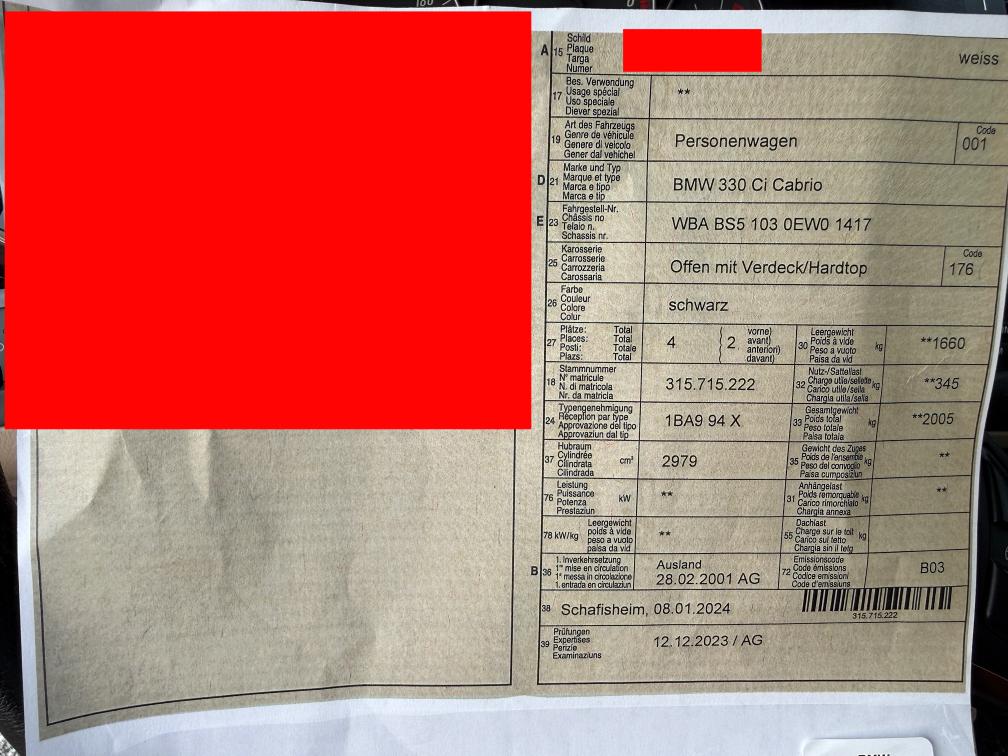 A 15 Schild
Plaque
Targa
Numer
weiss
17 Bes. Verwendung
Usage spécial
Uso speciale
Diever spezial
**
19 Art des Fahrzeugs
Genre de véhicule
Genere di veicolo
Gener dal vehichel
Personenwagen
Code
001
D 21 Marke und Typ
Marque et type
Marca e tipo
Marca e tip
BMW 330 Ci Cabrio
E 23 Fahrgestell-Nr.
Châssis no
Telaio n.
Schassis nr.
WBA BS5 103 0EW0 1417
25 Karosserie
Carrosserie
Carrozzeria
Carossaria
Offen mit Verdeck/Hardtop
Code
176
26 Farbe
Couleur
Colore
Colur
schwarz
27 Plätze: Total
Places: Total
Posti: Totale
Plazs: Total
4
( 2
vorne)
avant)
anteriori)
davant)
30 Leergewicht
Poids à vide
Peso a vuoto
Paisa da vid
kg
**1660
18 Stammnummer
N° matricule
N. di matricola
Nr. da matricla
315.715.222
32 Nutz-/Sattellast
Charge utile/sellette
Carico utile/sella
Chargia utila/sella
kg
**345
24 Typengenehmigung
Réception par type
Approvazione del tipo
Approvaziun dal tip
1BA9 94 X
33 Gesamtgewicht
Poids total
Peso totale
Paisa totala
kg
**2005
37 Hubraum
Cylindrée
Cilindrata
Cilindrada
cm³
2979
35 Gewicht des Zuges
Poids de l'ensemble
Peso del convoglio
Paisa cumposiziun
kg
**
76 Leistung
Puissance
Potenza
Prestaziun
kW
**
31 Anhängelast
Poids remorquable
Carico rimorchiato
Chargia annexa
kg
**
78 kW/kg
Leergewicht
poids à vide
peso a vuoto
paisa da vid
**
55 Dachlast
Charge sur le toit
Carico sul tetto
Chargia sin il tetg
kg
B 36 1. Inverkehrsetzung
1re mise en circulation
1a messa in circolazione
1. entrada en circulaziun
Ausland
28.02.2001 AG
72 Emissionscode
Code émissions
Codice emissioni
Code d'emissiuns
B03
38 Schafisheim, 08.01.2024
315.715.222
39 Prüfungen
Expertises
Perizie
Examinaziuns
12.12.2023 / AG